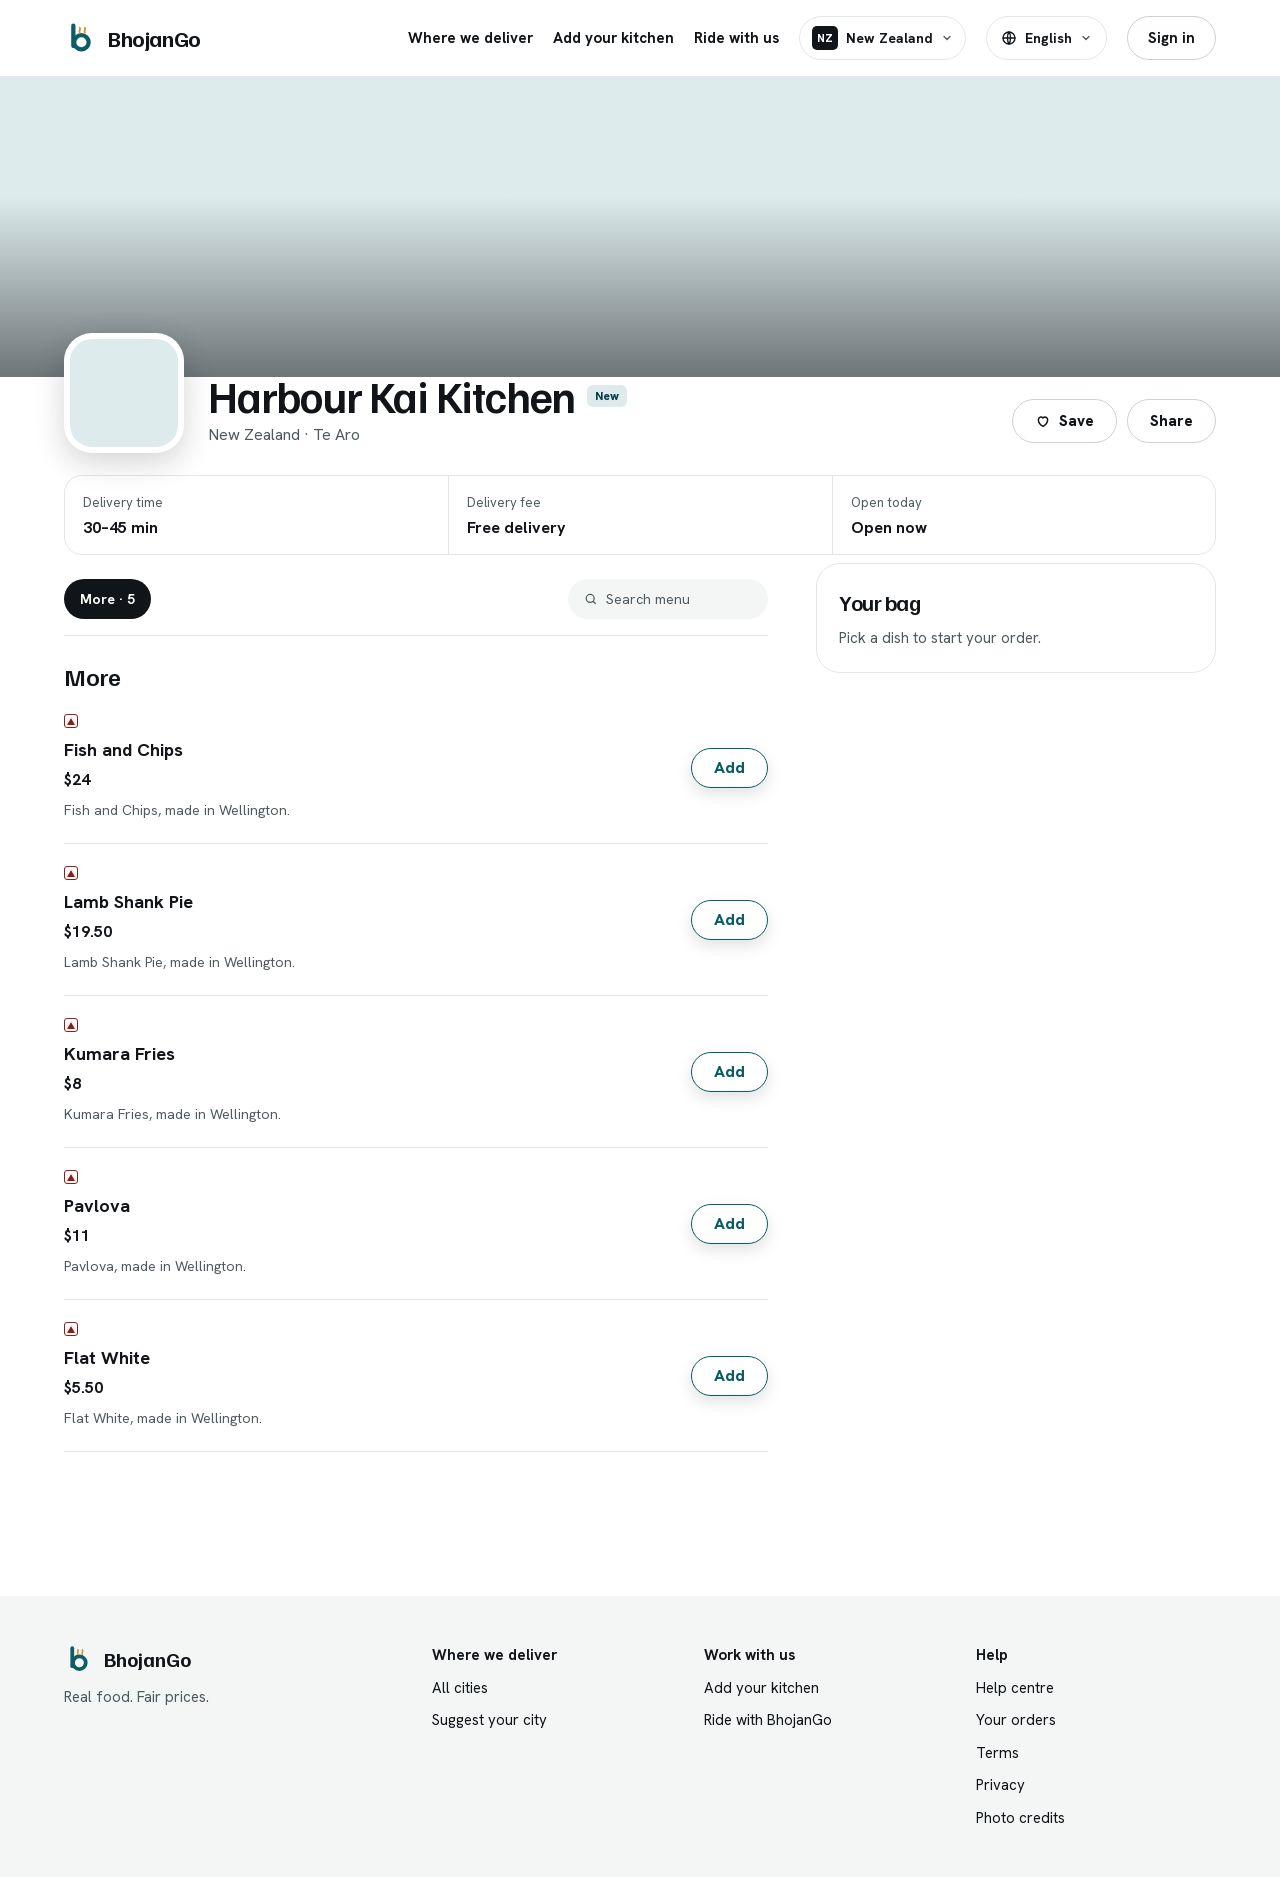 BhojanGo
Where we deliver
Add your kitchen
Ride with us
NZ New Zealand
English
Sign in
Harbour Kai Kitchen New
New Zealand · Te Aro
Save
Share
Delivery time
30–45 min
Delivery fee
Free delivery
Open today
Open now
More · 5
Search menu
Your bag
Pick a dish to start your order.
More
Fish and Chips
$24
Fish and Chips, made in Wellington.
Add
Lamb Shank Pie
$19.50
Lamb Shank Pie, made in Wellington.
Add
Kumara Fries
$8
Kumara Fries, made in Wellington.
Add
Pavlova
$11
Pavlova, made in Wellington.
Add
Flat White
$5.50
Flat White, made in Wellington.
Add
BhojanGo
Real food. Fair prices.
Where we deliver
All cities
Suggest your city
Work with us
Add your kitchen
Ride with BhojanGo
Help
Help centre
Your orders
Terms
Privacy
Photo credits